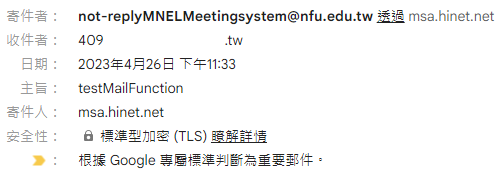 寄件者： not-replyMNELMeetingsystem@nfu.edu.tw 透過 msa.hinet.net
收件者： 409 .tw
日期： 2023年4月26日 下午11:33
主旨： testMailFunction
寄件人： msa.hinet.net
安全性： 標準型加密 (TLS) 瞭解詳情
： 根據 Google 專屬標準判斷為重要郵件。